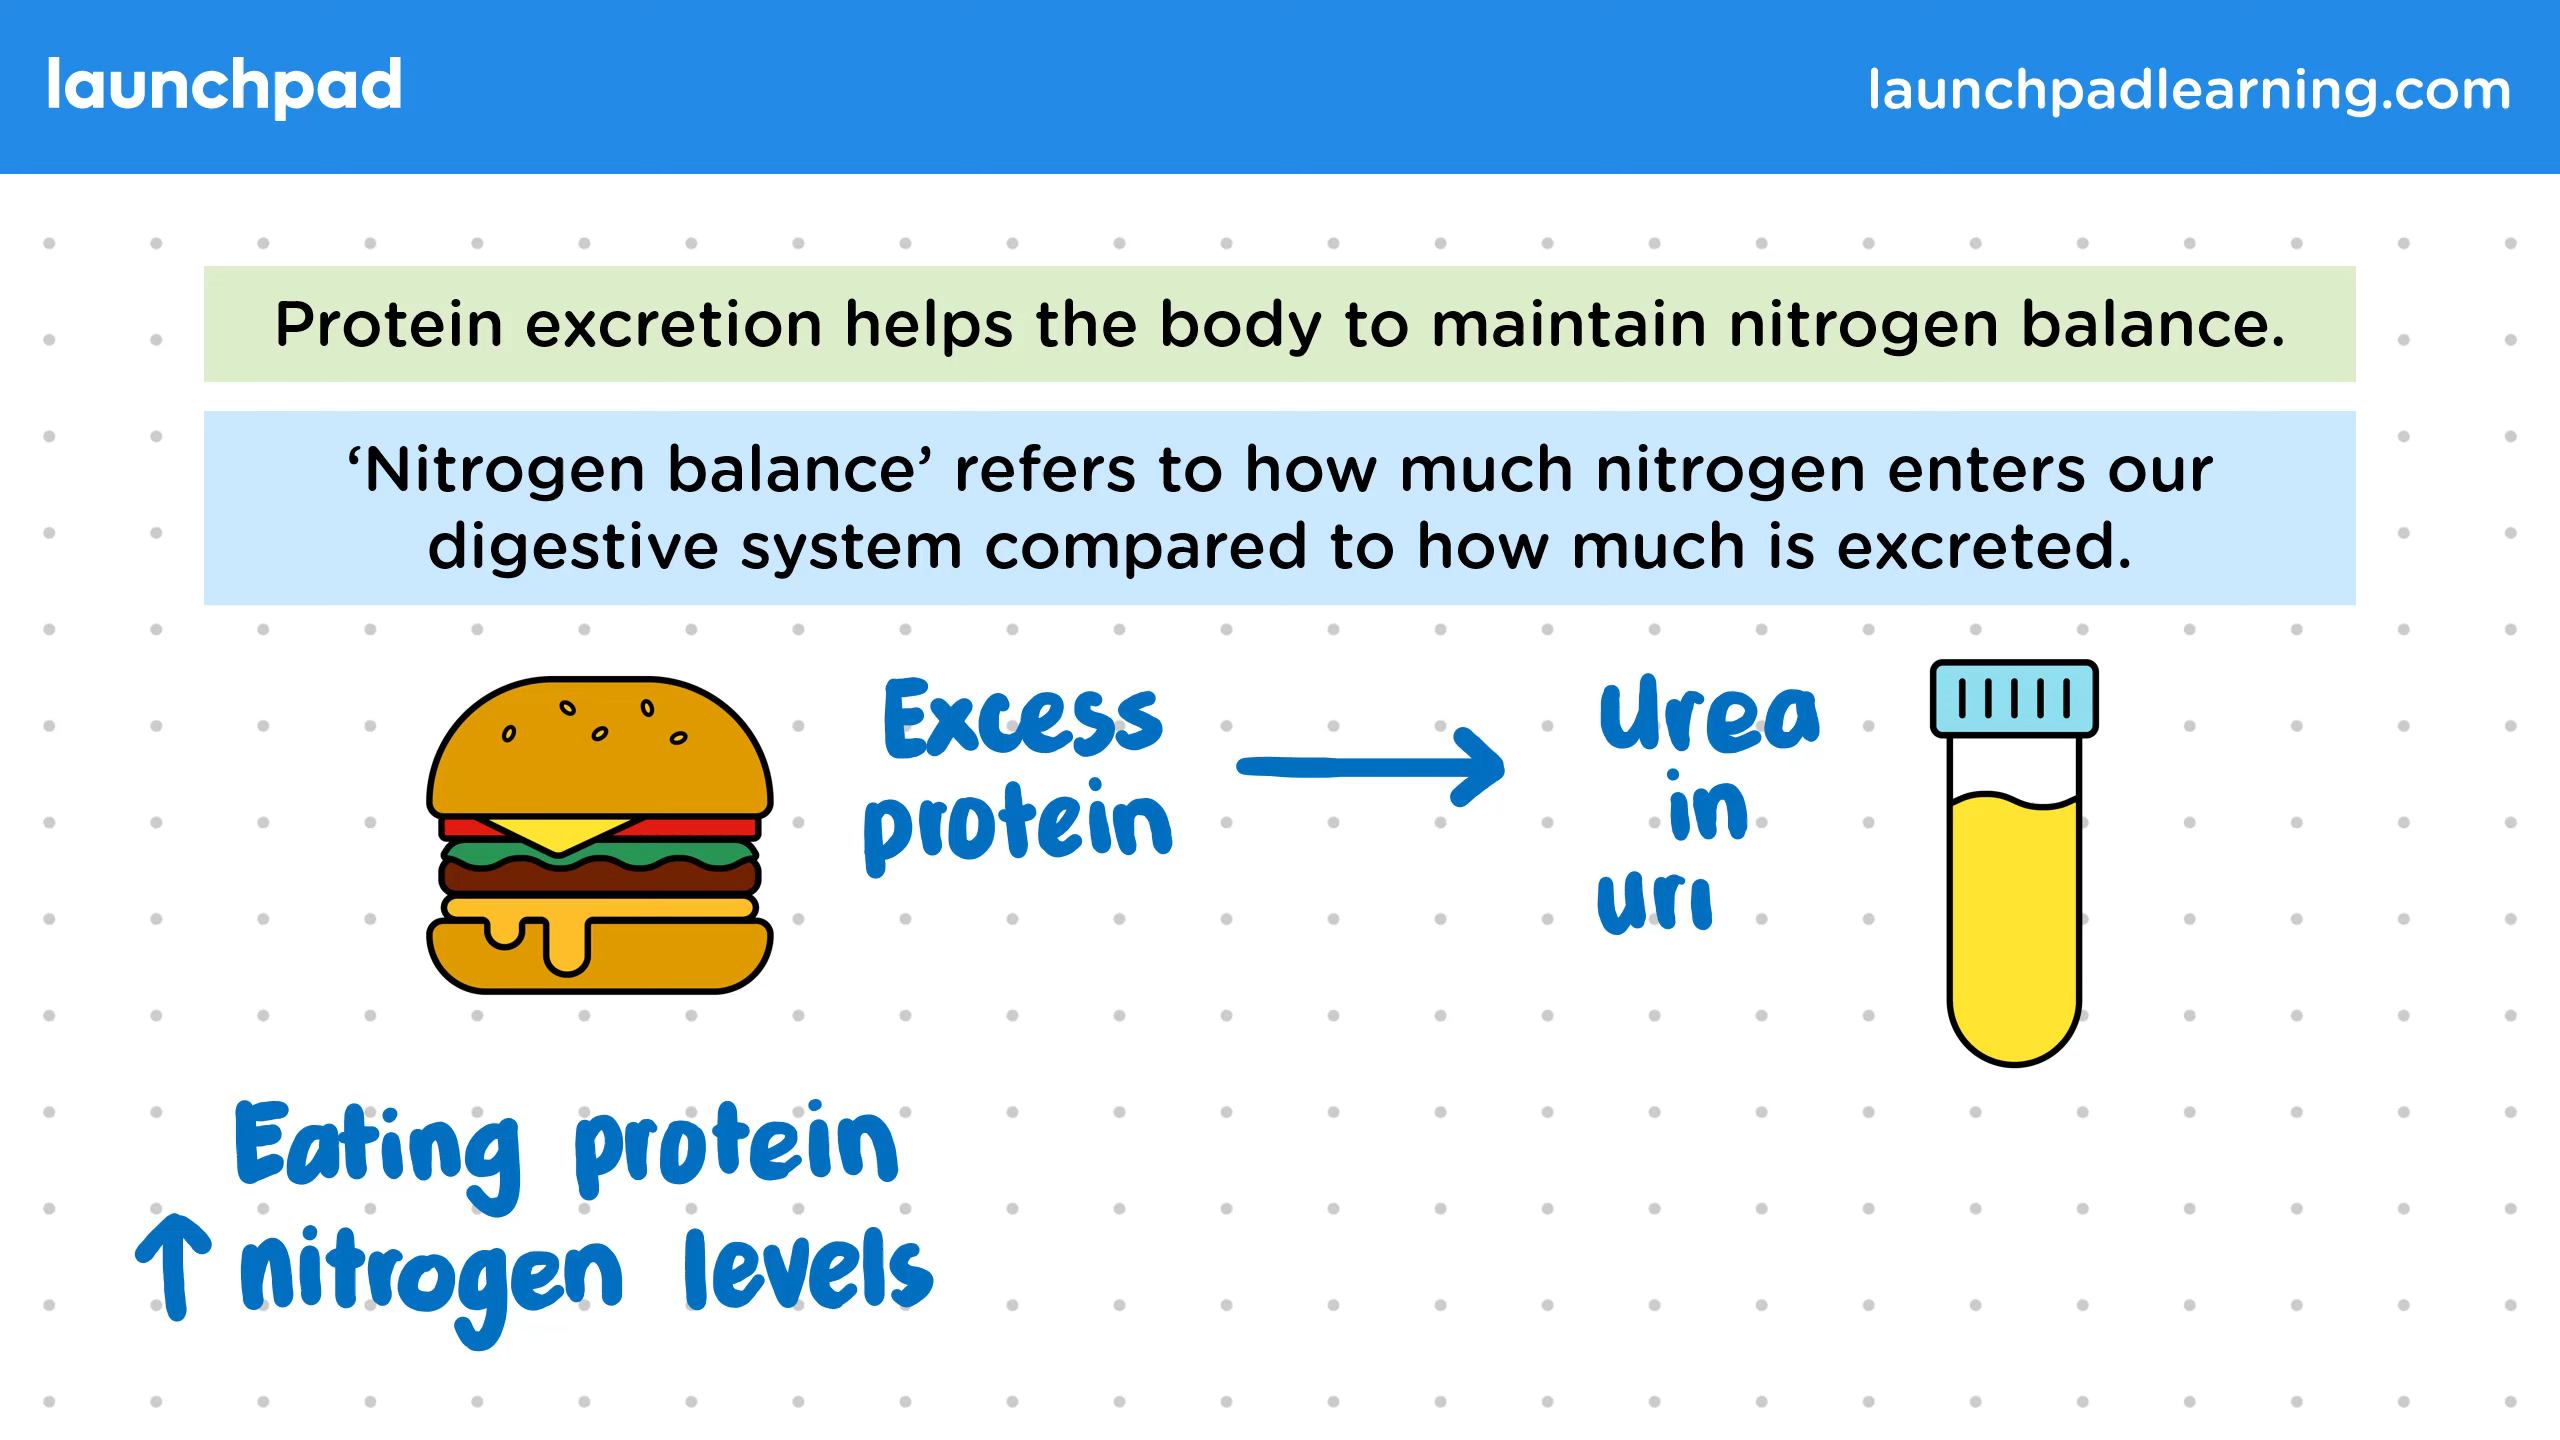 launchpad
launchpadlearning.com
Protein excretion helps the body to maintain nitrogen balance.
‘Nitrogen balance’ refers to how much nitrogen enters our
digestive system compared to how much is excreted.
Excess
protein
Urea
in
uri
Eating protein
↑ nitrogen levels